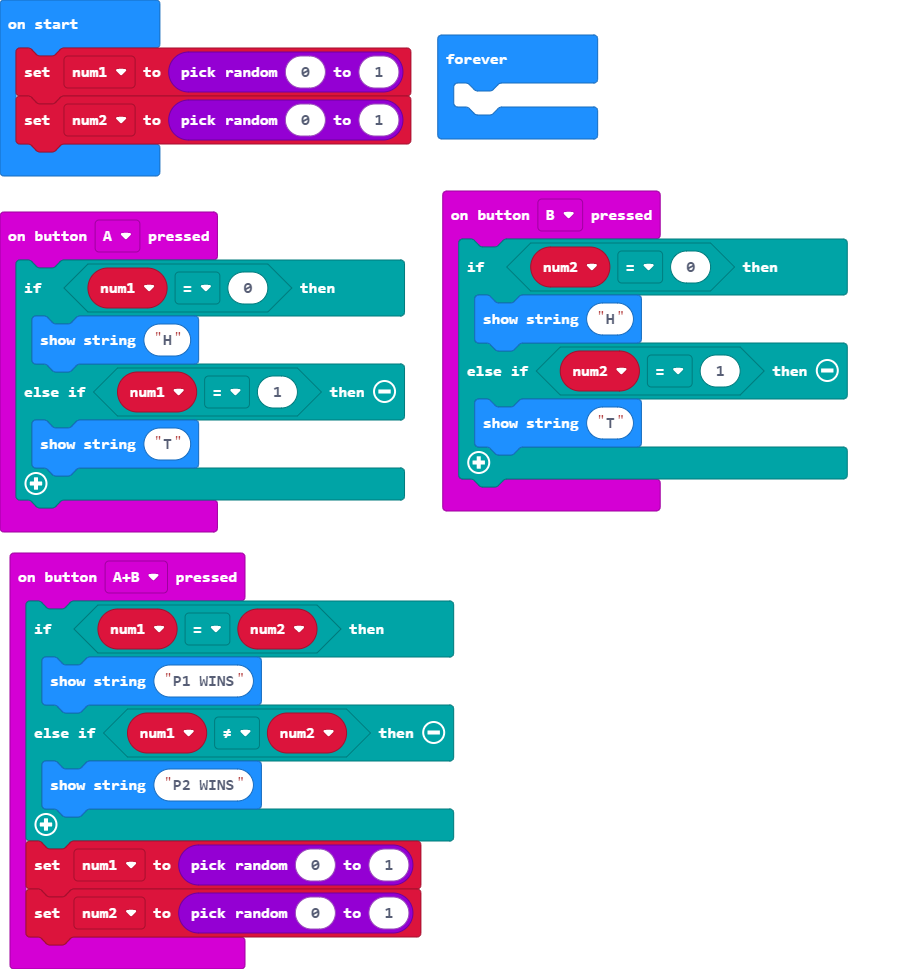 on start
set num1 to pick random 0 to 1
set num2 to pick random 0 to 1
forever
on button A pressed
if num1 = 0 then
show string "H"
else if num1 = 1 then
show string "T"
on button B pressed
if num2 = 0 then
show string "H"
else if num2 = 1 then
show string "T"
on button A+B pressed
if num1 = num2 then
show string "P1 WINS"
else if num1 ≠ num2 then
show string "P2 WINS"
set num1 to pick random 0 to 1
set num2 to pick random 0 to 1